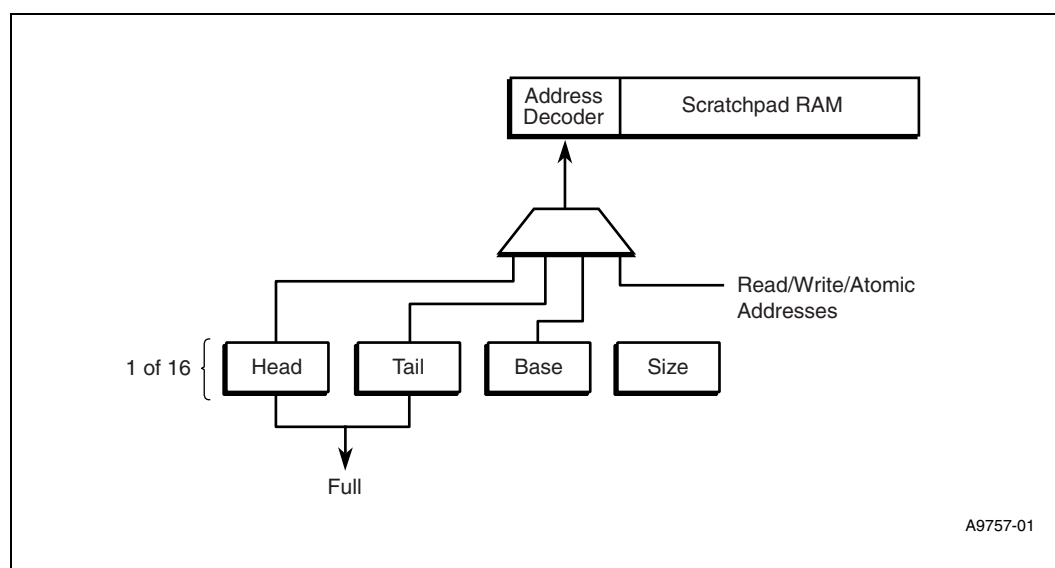 Address
Decoder
Scratchpad RAM
Read/Write/Atomic
Addresses
1 of 16
Head
Tail
Base
Size
Full
A9757-01